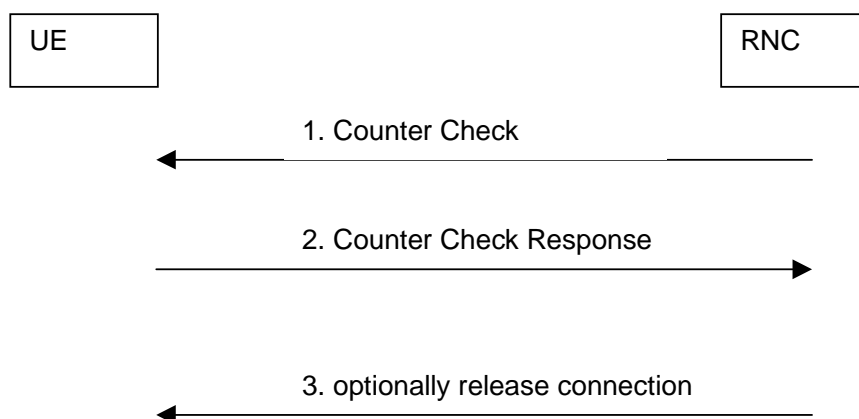 UE
RNC
1. Counter Check
2. Counter Check Response
3. optionally release connection